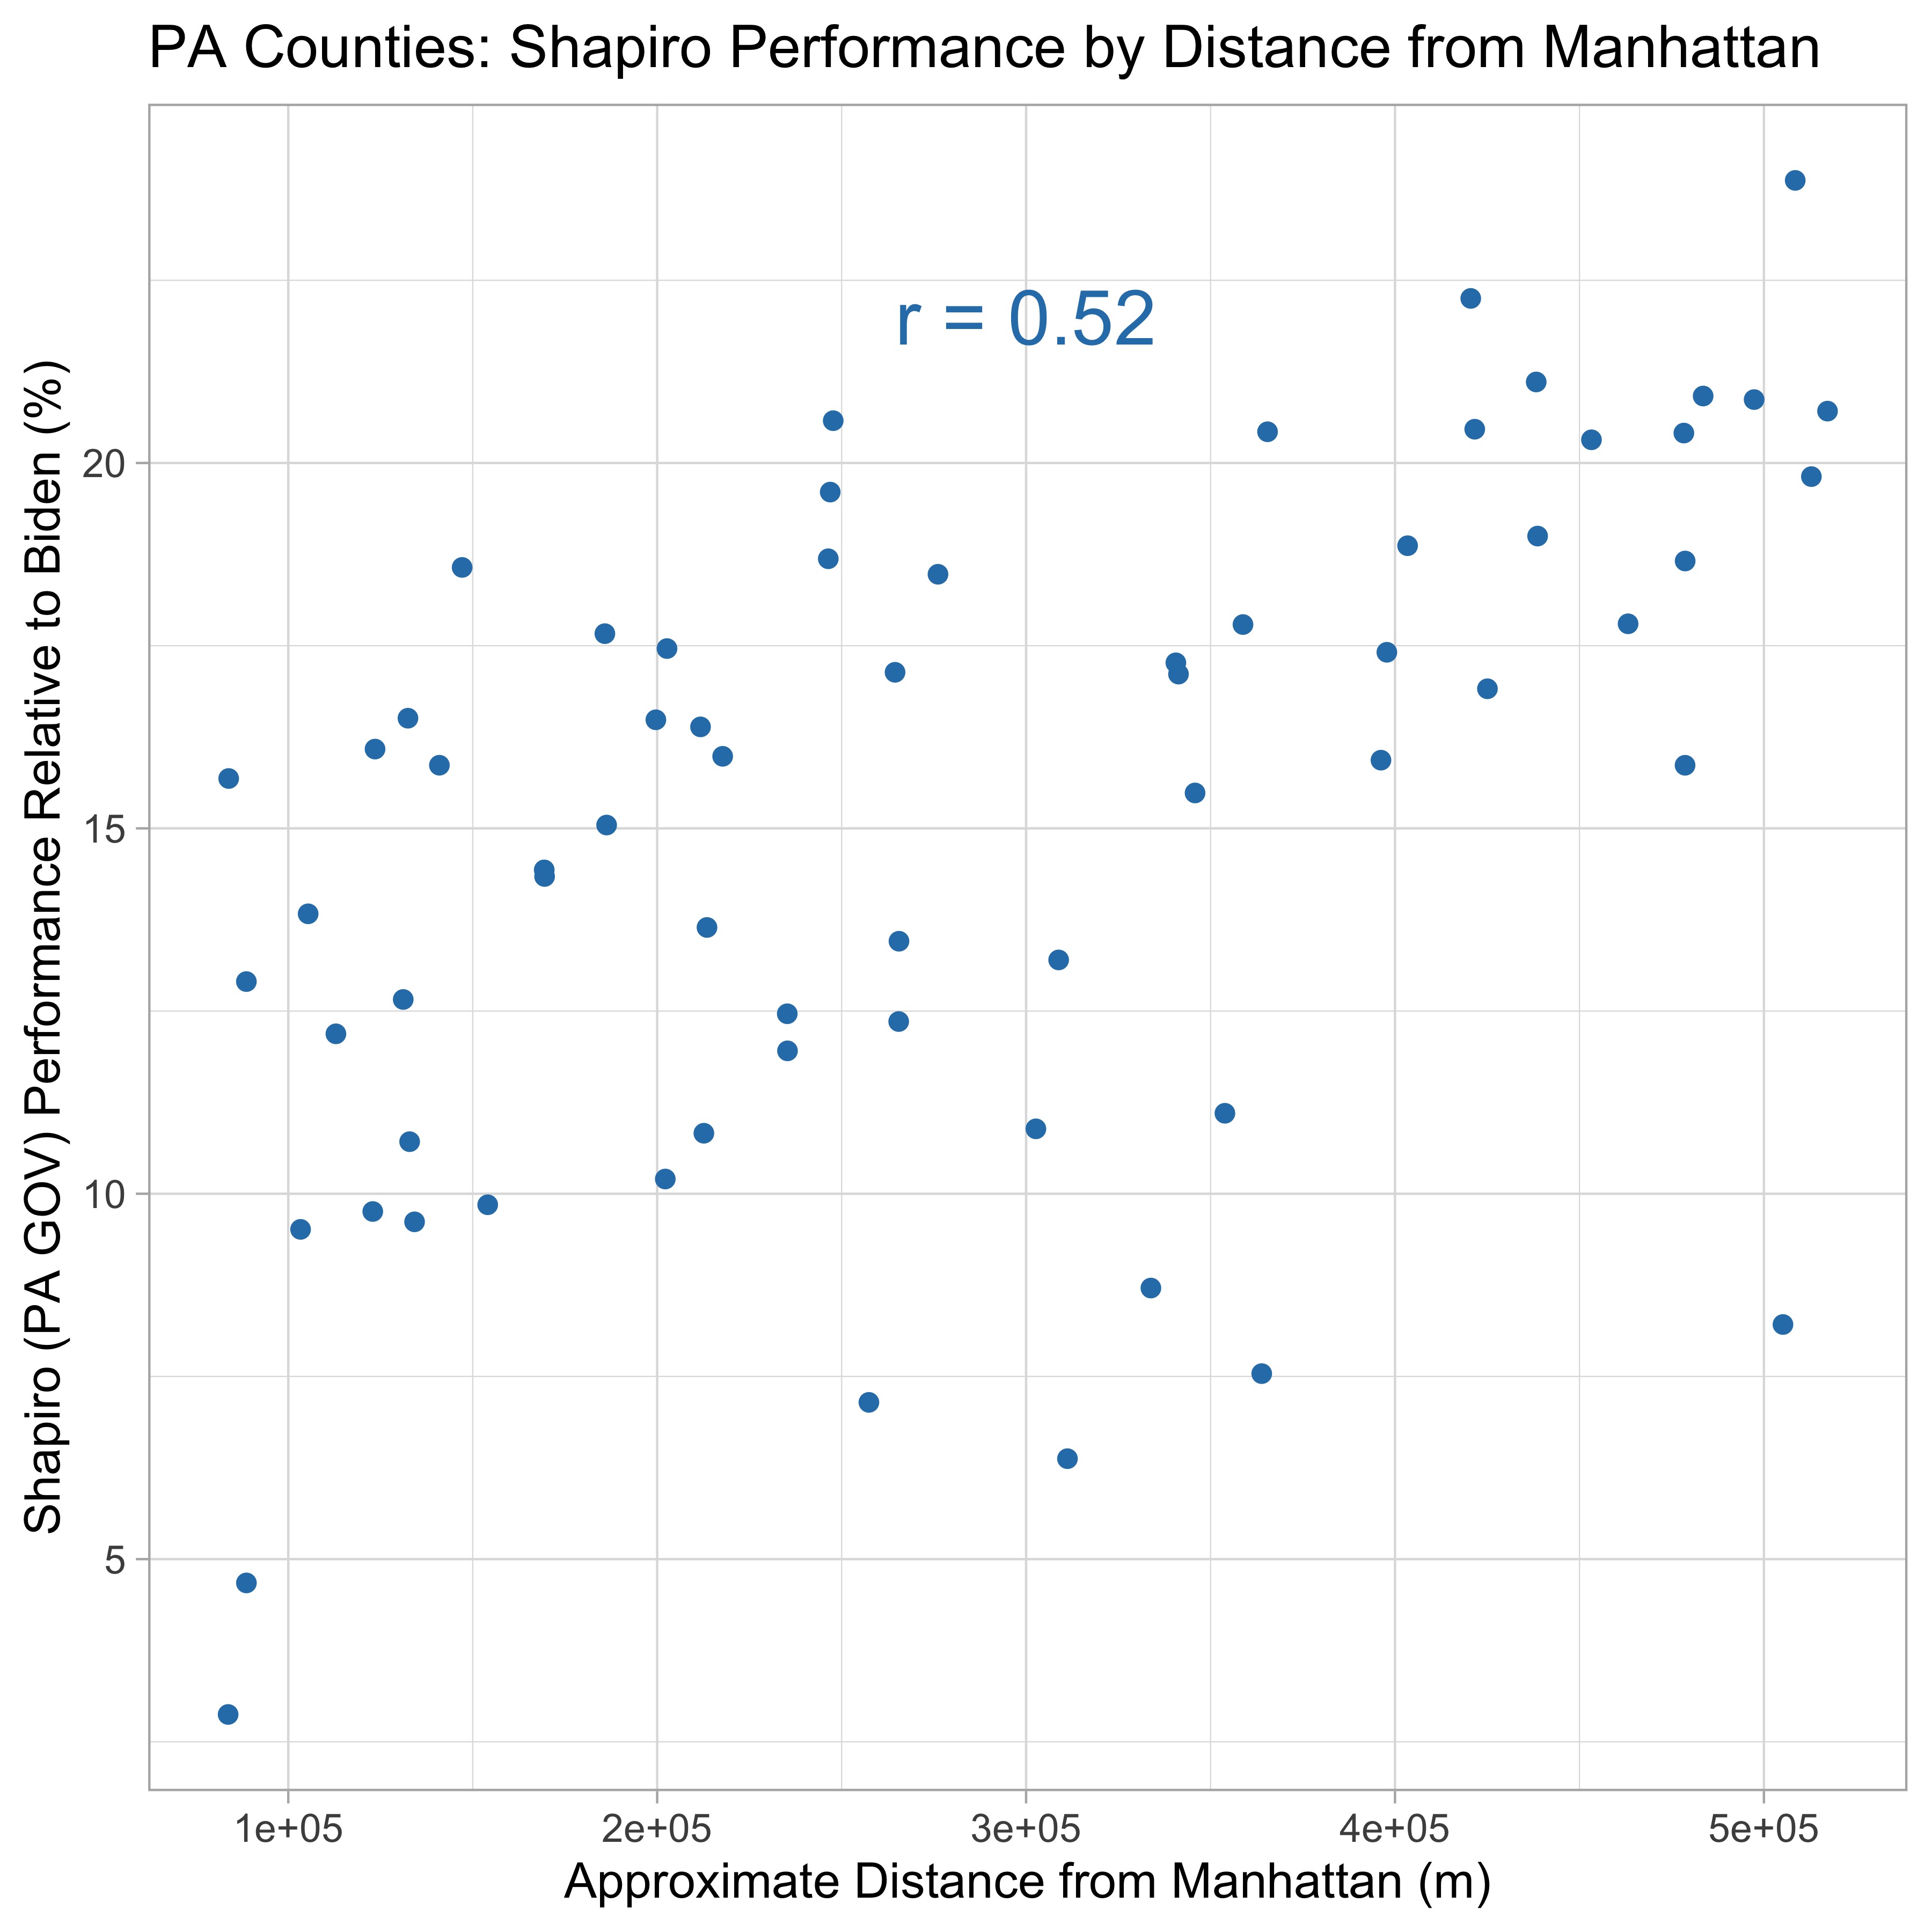 PA Counties: Shapiro Performance by Distance from Manhattan
r = 0.52
Shapiro (PA GOV) Performance Relative to Biden (%)
20
15
10
5
1e+05 2e+05 3e+05 4e+05 5e+05
Approximate Distance from Manhattan (m)